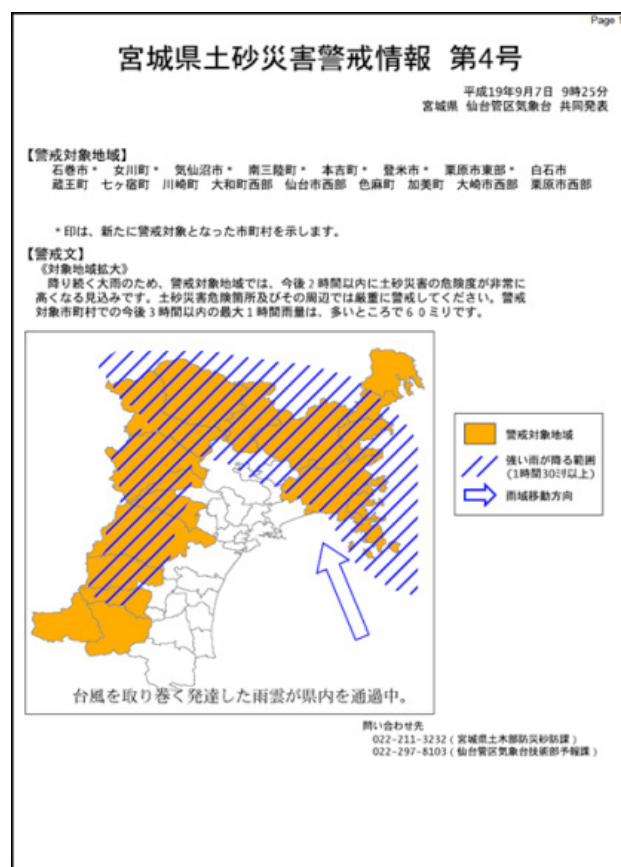 Page 1
宮城県土砂災害警戒情報 第4号
平成19年9月7日 9時25分
宮城県 仙台管区気象台 共同発表
【警戒対象地域】
石巻市* 女川町* 気仙沼市* 南三陸町* 本吉町* 登米市* 栗原市東部* 白石市
蔵王町 七ヶ宿町 川崎町 大和町西部 仙台市西部 色麻町 加美町 大崎市西部 栗原市西部
*印は、新たに警戒対象となった市町村を示します。
【警戒文】
《対象地域拡大》
降り続く大雨のため、警戒対象地域では、今後2時間以内に土砂災害の危険度が非常に
高くなる見込みです。土砂災害危険箇所及びその周辺では厳重に警戒してください。警戒
対象市町村での今後3時間以内の最大1時間雨量は、多いところで60ミリです。
警戒対象地域
強い雨が降る範囲
(1時間30ミリ以上)
雨域移動方向
台風を取り巻く発達した雨雲が県内を通過中。
問い合わせ先
022-211-3232（宮城県土木部防災砂防課）
022-297-8103（仙台管区気象台技術部予報課）